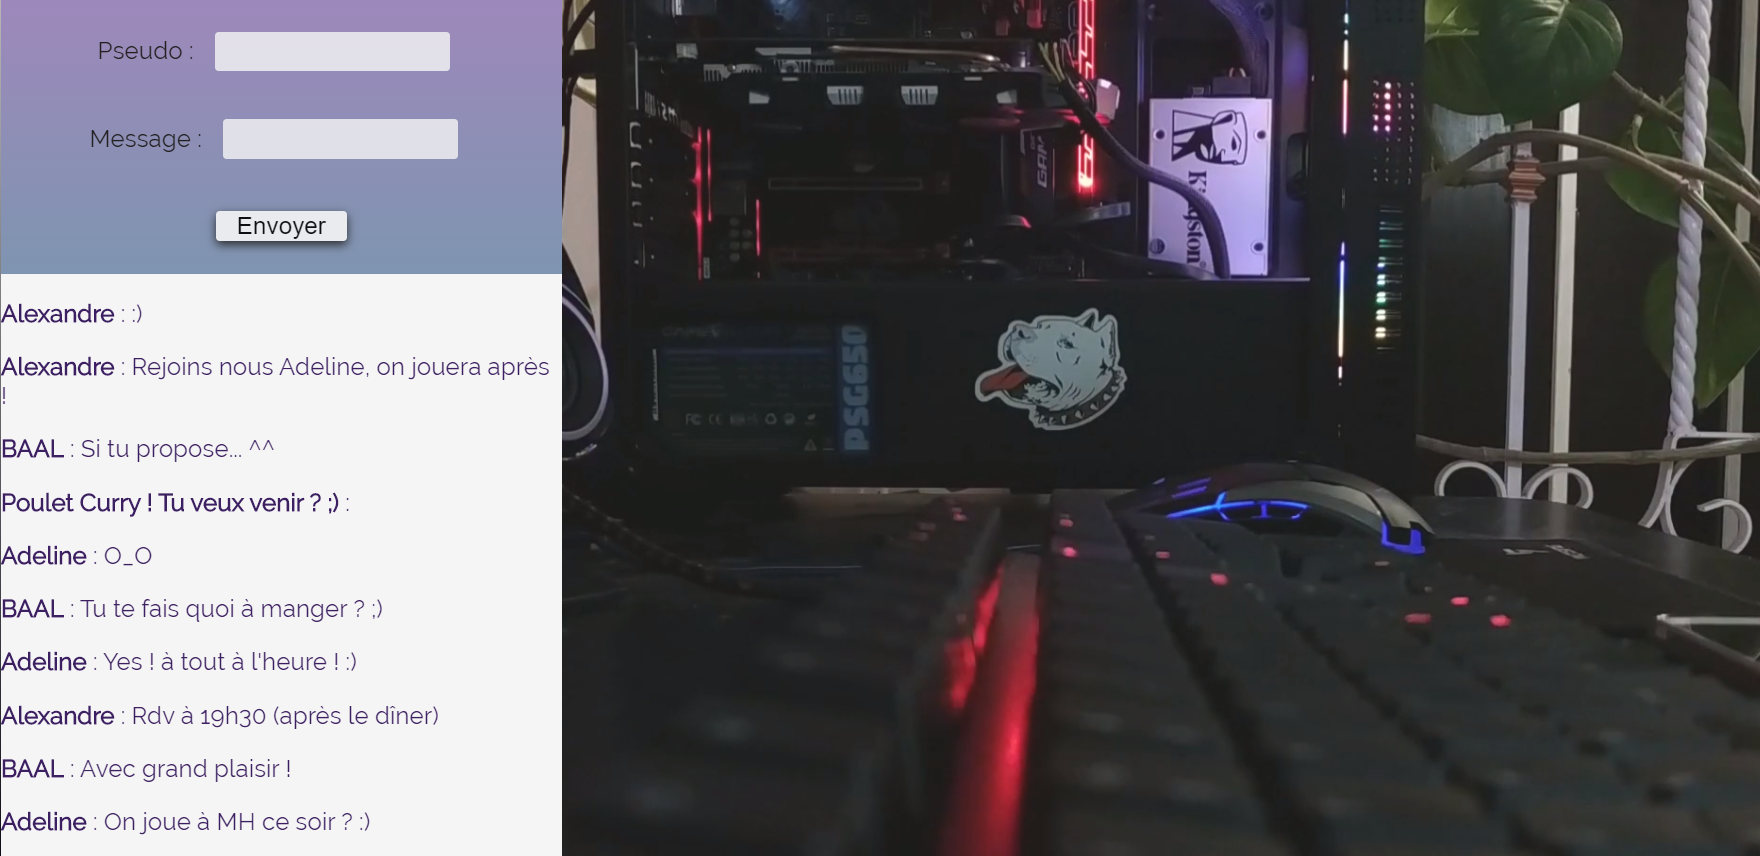 Pseudo :
Message :
Envoyer
Alexandre : :)
Alexandre : Rejoins nous Adeline, on jouera après
!
BAAL : Si tu propose... ^^
Poulet Curry ! Tu veux venir ? ;) :
Adeline : O_O
BAAL : Tu te fais quoi à manger ? ;)
Adeline : Yes ! à tout à l'heure ! :)
Alexandre : Rdv à 19h30 (après le dîner)
BAAL : Avec grand plaisir !
Adeline : On joue à MH ce soir ? :)
Kingston
PSG650